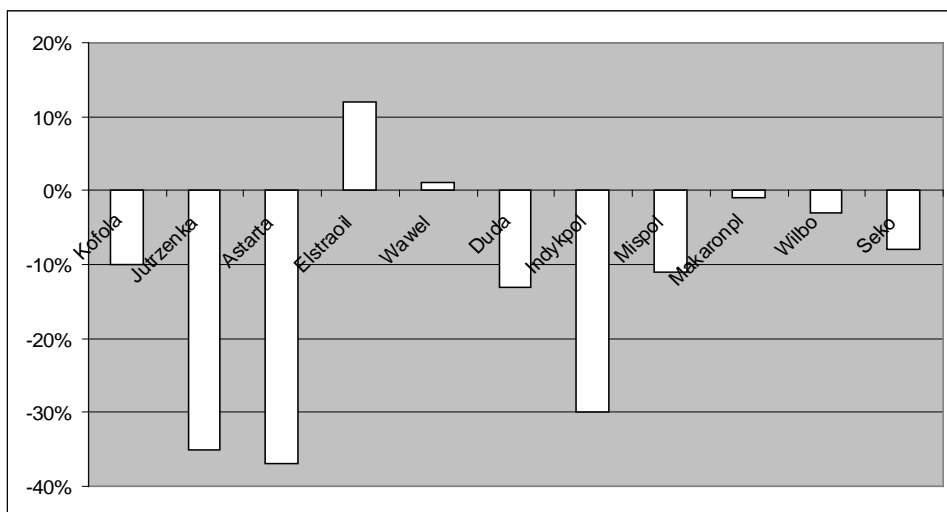 20%
10%
0%
-10%
-20%
-30%
-40%
Kofola
Jutrzenka
Astarta
Elstraoil
Wawel
Duda
Indykpol
Mispol
Makaronpl
Wilbo
Seko